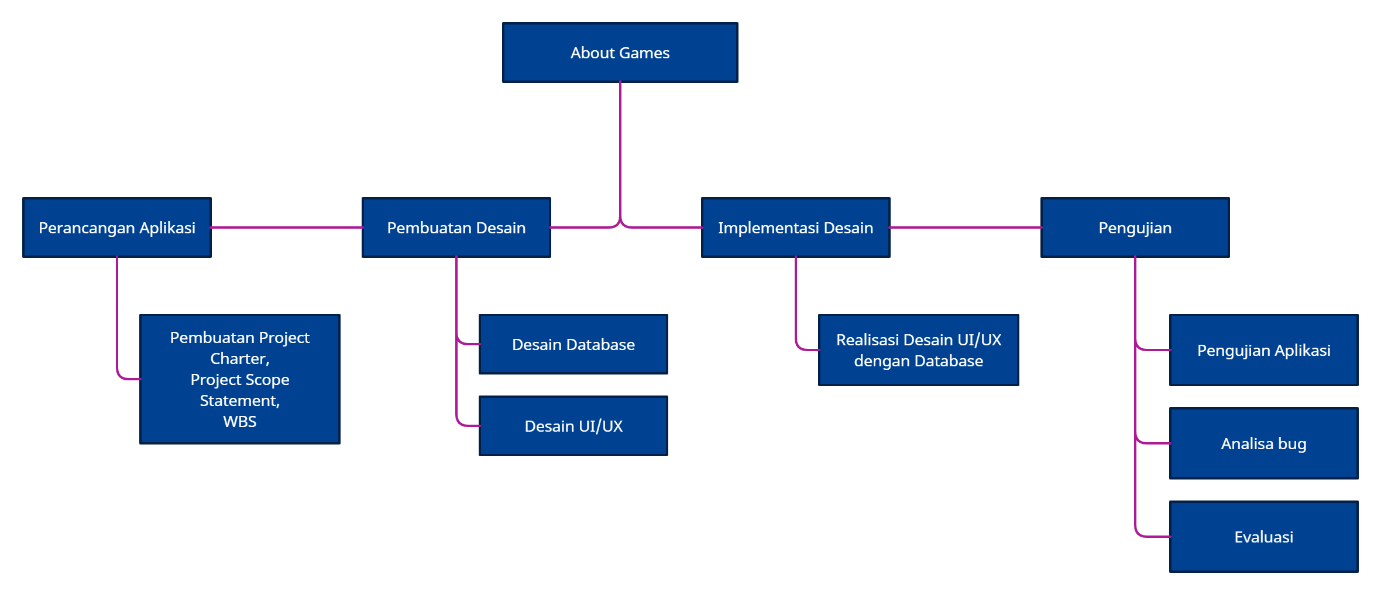 About Games
Perancangan Aplikasi
Pembuatan Desain
Implementasi Desain
Pengujian
Pembuatan Project
Charter,
Project Scope
Statement,
WBS
Desain Database
Desain UI/UX
Realisasi Desain UI/UX
dengan Database
Pengujian Aplikasi
Analisa bug
Evaluasi